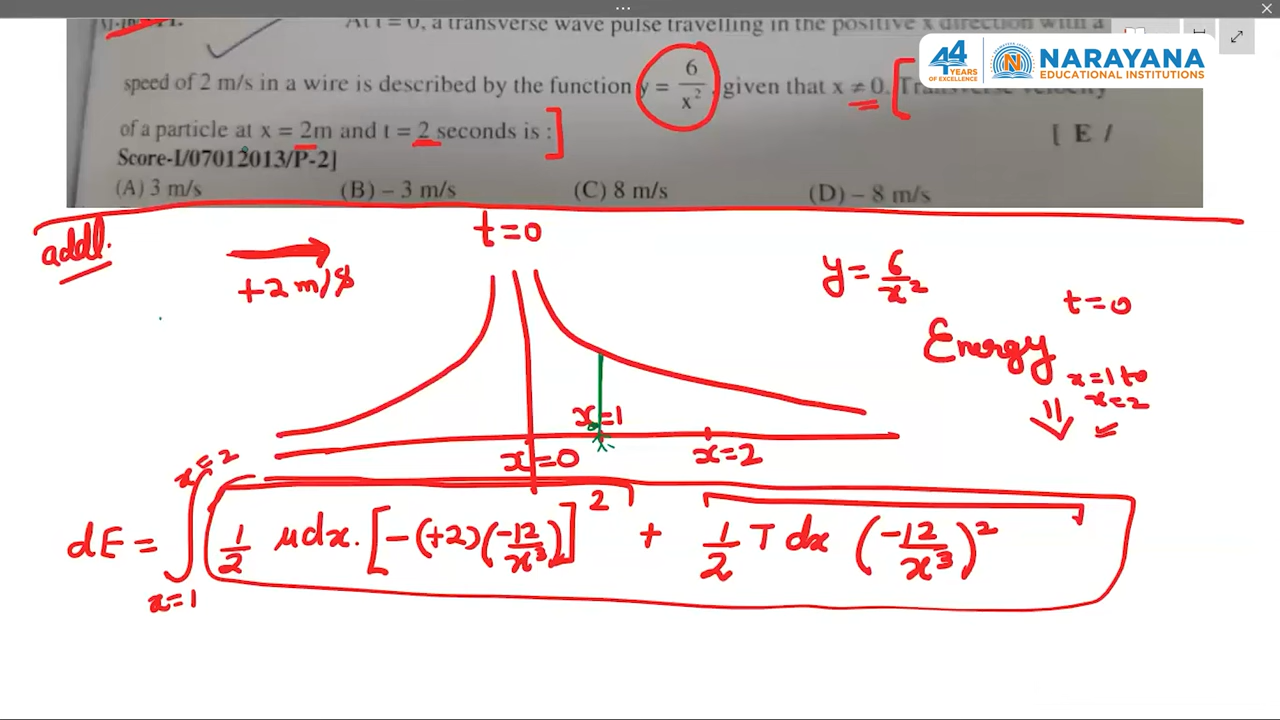 At t = 0, a transverse wave pulse travelling in the positive x direction with a
speed of 2 m/s in a wire is described by the function y = 6/x², given that x ≠ 0. Transverse velocity
of a particle at x = 2m and t = 2 seconds is :
[ E /
Score-I/07012013/P-2]
(A) 3 m/s (B) – 3 m/s (C) 8 m/s (D) – 8 m/s
44 YEARS OF EXCELLENCE
NARAYANA
EDUCATIONAL INSTITUTIONS
addl.
t=0
+2 m/s
y = 6/x²
t=0
Energy
x=1 to
x=2
x=1
x=0
x=2
x=2
dE = ∫ 1/2 μdx. [-(+2)(-12/x³)]² + 1/2 T dx (-12/x³)²
x=1